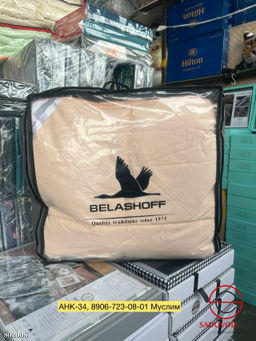 Hilton
Hilton
BELASHOFF
Quality traditions since 1975
АНК-34, 8906-723-08-01 Муслим